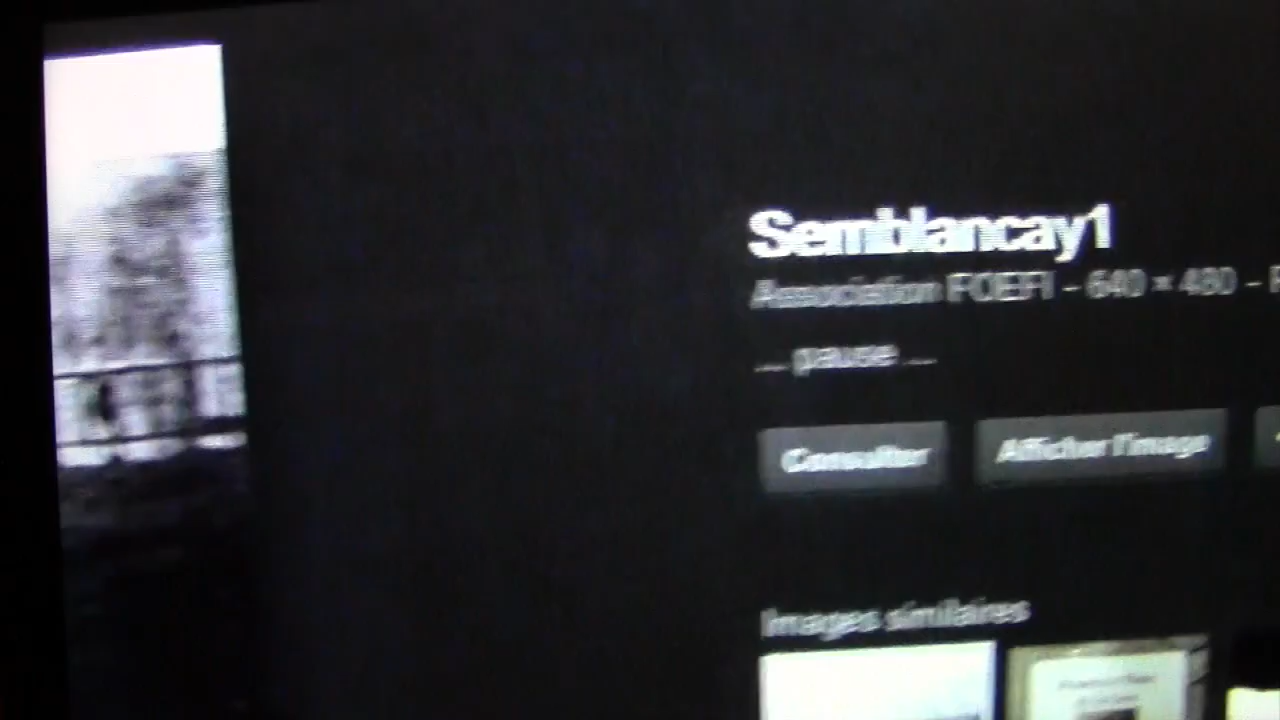 Semblancay1
Association FOEFI - 640 × 480 -
... pause ...
Consulter
Afficher l'image
Images similaires